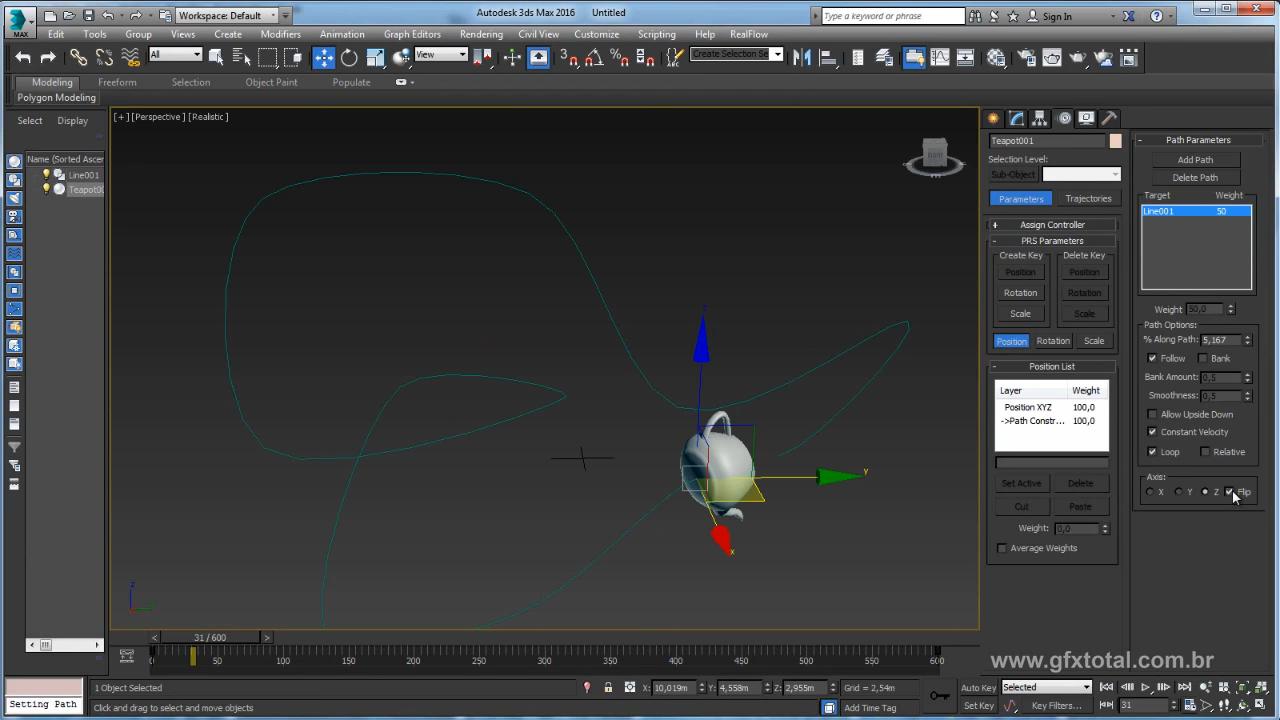 Workspace: Default
Autodesk 3ds Max 2016 Untitled
Type a keyword or phrase
Sign In
MAX
Edit Tools Group Views Create Modifiers Animation Graph Editors Rendering Civil View Customize Scripting Help RealFlow
All
View
Create Selection Se
Modeling Freeform Selection Object Paint Populate
Polygon Modeling
Select Display
Name (Sorted Ascen
Line001
Teapot00
[+] [Perspective] [Realistic]
z
y
x
z
Teapot001
Selection Level:
Sub-Object
Parameters Trajectories
+ Assign Controller
- PRS Parameters
Create Key Delete Key
Position Position
Rotation Rotation
Scale Scale
Position Rotation Scale
- Position List
Layer Weight
Position XYZ 100,0
->Path Constr... 100,0
Set Active Delete
Cut Paste
Weight: 0,0
Average Weights
- Path Parameters
Add Path
Delete Path
Target Weight
Line001 50
Weight 50,0
Path Options:
% Along Path: 5,167
Follow Bank
Bank Amount: 0,5
Smoothness: 0,5
Allow Upside Down
Constant Velocity
Loop Relative
Axis:
X Y Z Flip
www.gfxtotal.com.br
< 31 / 600 >
0 50 100 150 200 250 300 350 400 450 500 550 600
1 Object Selected
X: 10,019m Y: 4,558m Z: 2,955m Grid = 2,54m
Auto Key Selected
Setting Path
Click and drag to select and move objects
Add Time Tag
Set Key Key Filters... 31